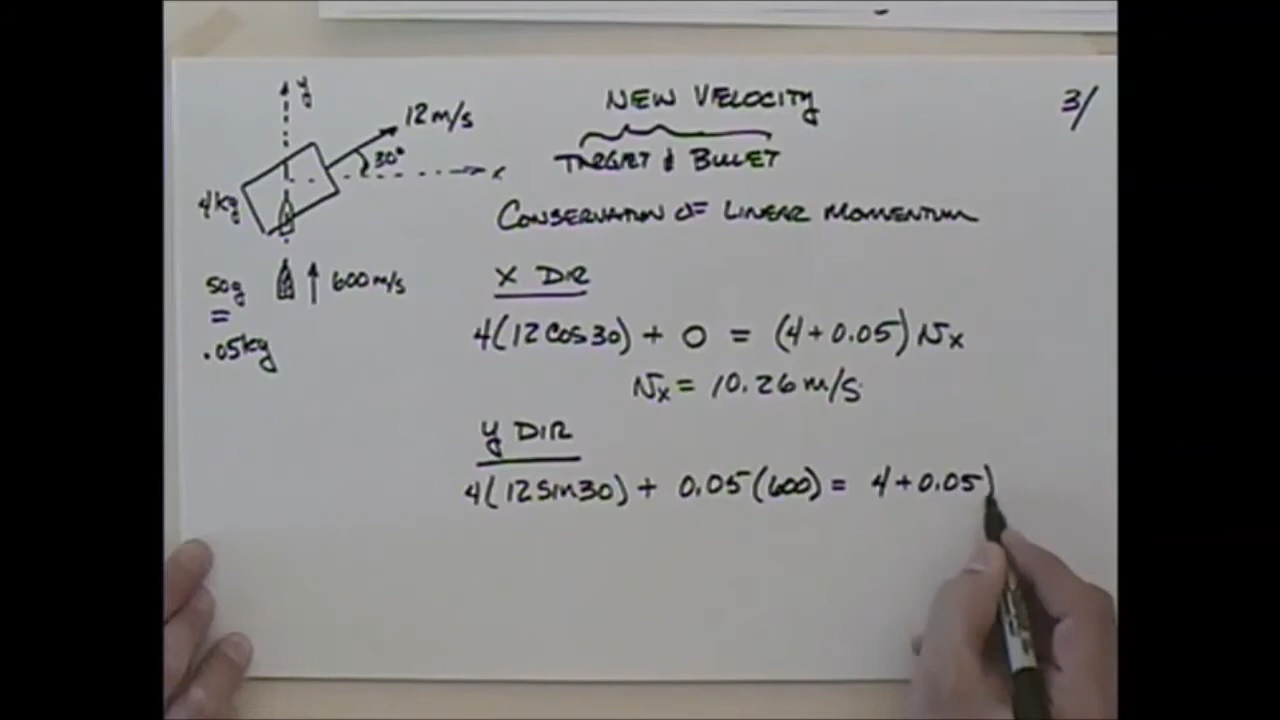 NEW VELOCITY
3/
TARGET & BULLET
CONSERVATION OF LINEAR MOMENTUM
y
12 m/s
30°
x
4kg
50g
=
.05kg
600 m/s
X DIR
4(12cos30) + 0 = (4+0.05) Vx
Vx = 10.26 m/s
y DIR
4(12sin30) + 0.05(600) = 4+0.05)